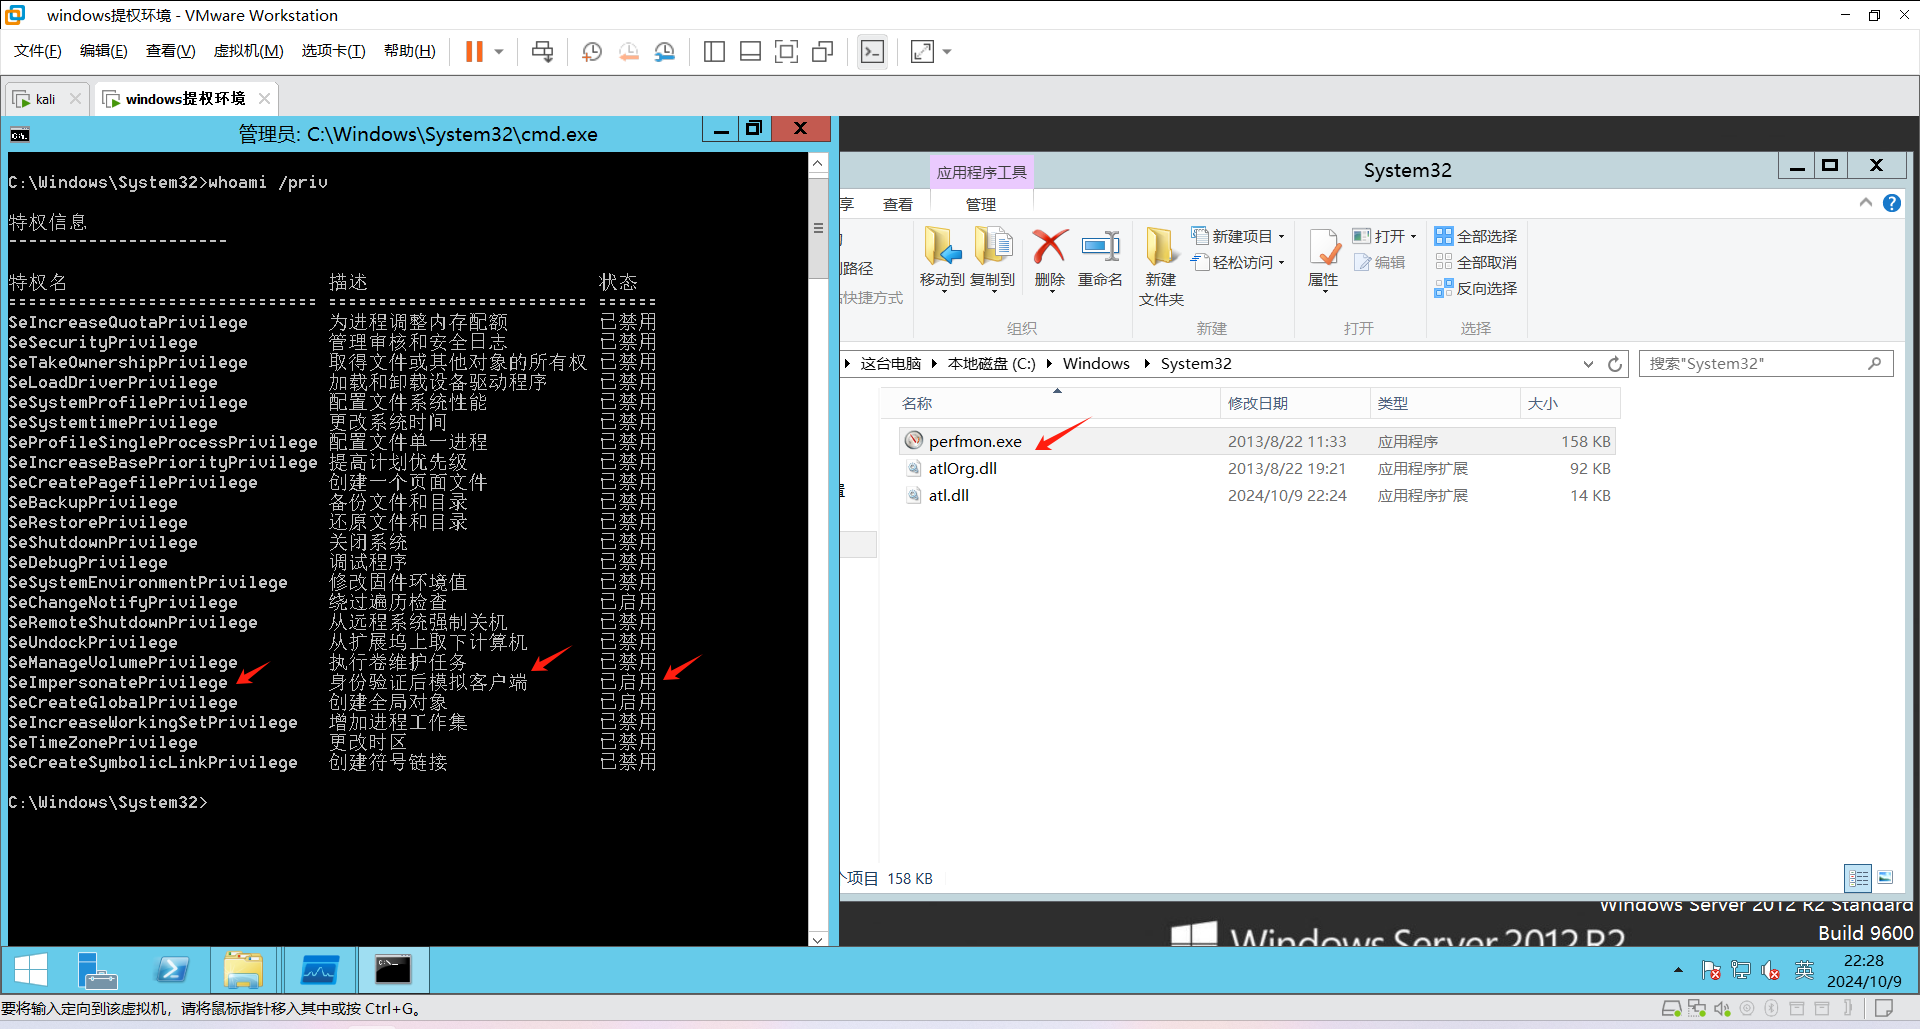 windows提权环境 - VMware Workstation
文件(F) 编辑(E) 查看(V) 虚拟机(M) 选项卡(T) 帮助(H)
kali
windows提权环境
管理员: C:\Windows\System32\cmd.exe
C:\Windows\System32>whoami /priv
特权信息
----------------------
特权名 描述 状态
=============================== ========================== ======
SeIncreaseQuotaPrivilege 为进程调整内存配额 已禁用
SeSecurityPrivilege 管理审核和安全日志 已禁用
SeTakeOwnershipPrivilege 取得文件或其他对象的所有权 已禁用
SeLoadDriverPrivilege 加载和卸载设备驱动程序 已禁用
SeSystemProfilePrivilege 配置文件系统性能 已禁用
SeSystemtimePrivilege 更改系统时间 已禁用
SeProfileSingleProcessPrivilege 配置文件单一进程 已禁用
SeIncreaseBasePriorityPrivilege 提高计划优先级 已禁用
SeCreatePagefilePrivilege 创建一个页面文件 已禁用
SeBackupPrivilege 备份文件和目录 已禁用
SeRestorePrivilege 还原文件和目录 已禁用
SeShutdownPrivilege 关闭系统 已禁用
SeDebugPrivilege 调试程序 已禁用
SeSystemEnvironmentPrivilege 修改固件环境值 已禁用
SeChangeNotifyPrivilege 绕过遍历检查 已启用
SeRemoteShutdownPrivilege 从远程系统强制关机 已禁用
SeUndockPrivilege 从扩展坞上取下计算机 已禁用
SeManageVolumePrivilege 执行卷维护任务 已禁用
SeImpersonatePrivilege 身份验证后模拟客户端 已启用
SeCreateGlobalPrivilege 创建全局对象 已启用
SeIncreaseWorkingSetPrivilege 增加进程工作集 已禁用
SeTimeZonePrivilege 更改时区 已禁用
SeCreateSymbolicLinkPrivilege 创建符号链接 已禁用
C:\Windows\System32>
应用程序工具
System32
享 查看 管理
路径
快捷方式
移动到 复制到 删除 重命名
组织
新建
文件夹
新建项目
轻松访问
新建
属性
打开
编辑
打开
全部选择
全部取消
反向选择
选择
这台电脑 本地磁盘 (C:) Windows System32
搜索"System32"
名称 修改日期 类型 大小
perfmon.exe 2013/8/22 11:33 应用程序 158 KB
atlOrg.dll 2013/8/22 19:21 应用程序扩展 92 KB
atl.dll 2024/10/9 22:24 应用程序扩展 14 KB
个项目 158 KB
Windows Server 2012 R2 Standard
Windows Server 2012 R2
Build 9600
英
22:28
2024/10/9
要将输入定向到该虚拟机，请将鼠标指针移入其中或按 Ctrl+G。